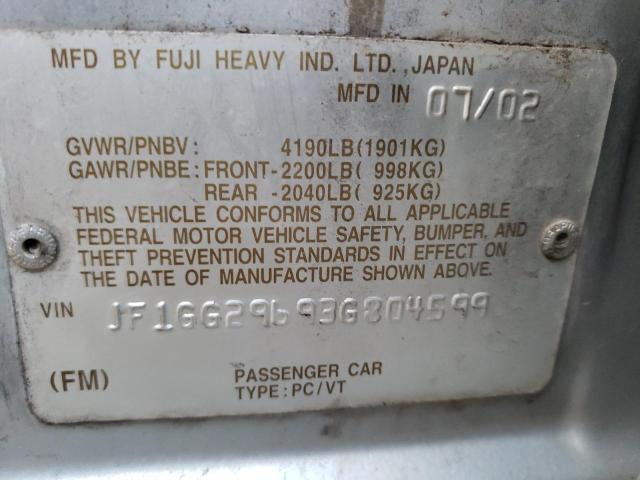 MFD BY FUJI HEAVY IND. LTD.,JAPAN
MFD IN 07/02
GVWR/PNBV: 4190LB(1901KG)
GAWR/PNBE: FRONT-2200LB( 998KG)
REAR -2040LB( 925KG)
THIS VEHICLE CONFORMS TO ALL APPLICABLE
FEDERAL MOTOR VEHICLE SAFETY, BUMPER, AND
THEFT PREVENTION STANDARDS IN EFFECT ON
THE DATE OF MANUFACTURE SHOWN ABOVE.
VIN JF1GG29693G804599
(FM) PASSENGER CAR
TYPE: PC/VT